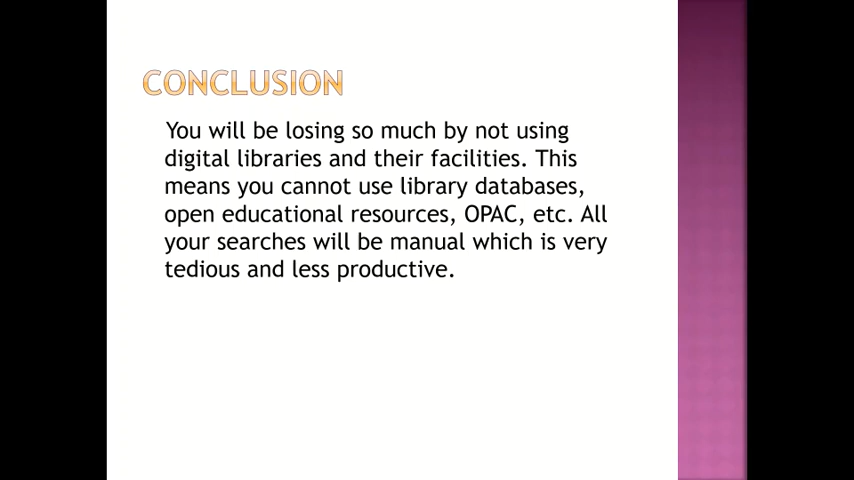 CONCLUSION
You will be losing so much by not using
digital libraries and their facilities. This
means you cannot use library databases,
open educational resources, OPAC, etc. All
your searches will be manual which is very
tedious and less productive.